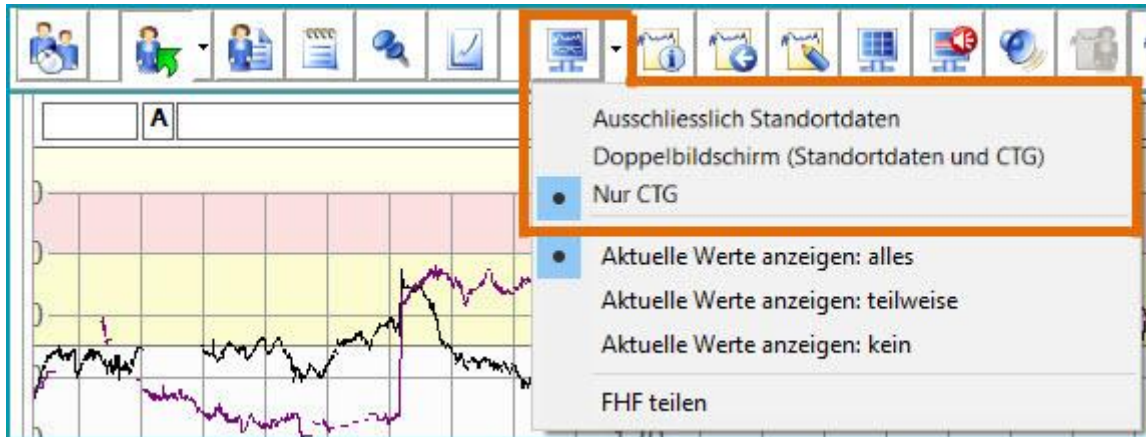 A
Ausschliesslich Standortdaten
Doppelbildschirm (Standortdaten und CTG)
Nur CTG
Aktuelle Werte anzeigen: alles
Aktuelle Werte anzeigen: teilweise
Aktuelle Werte anzeigen: kein
FHF teilen